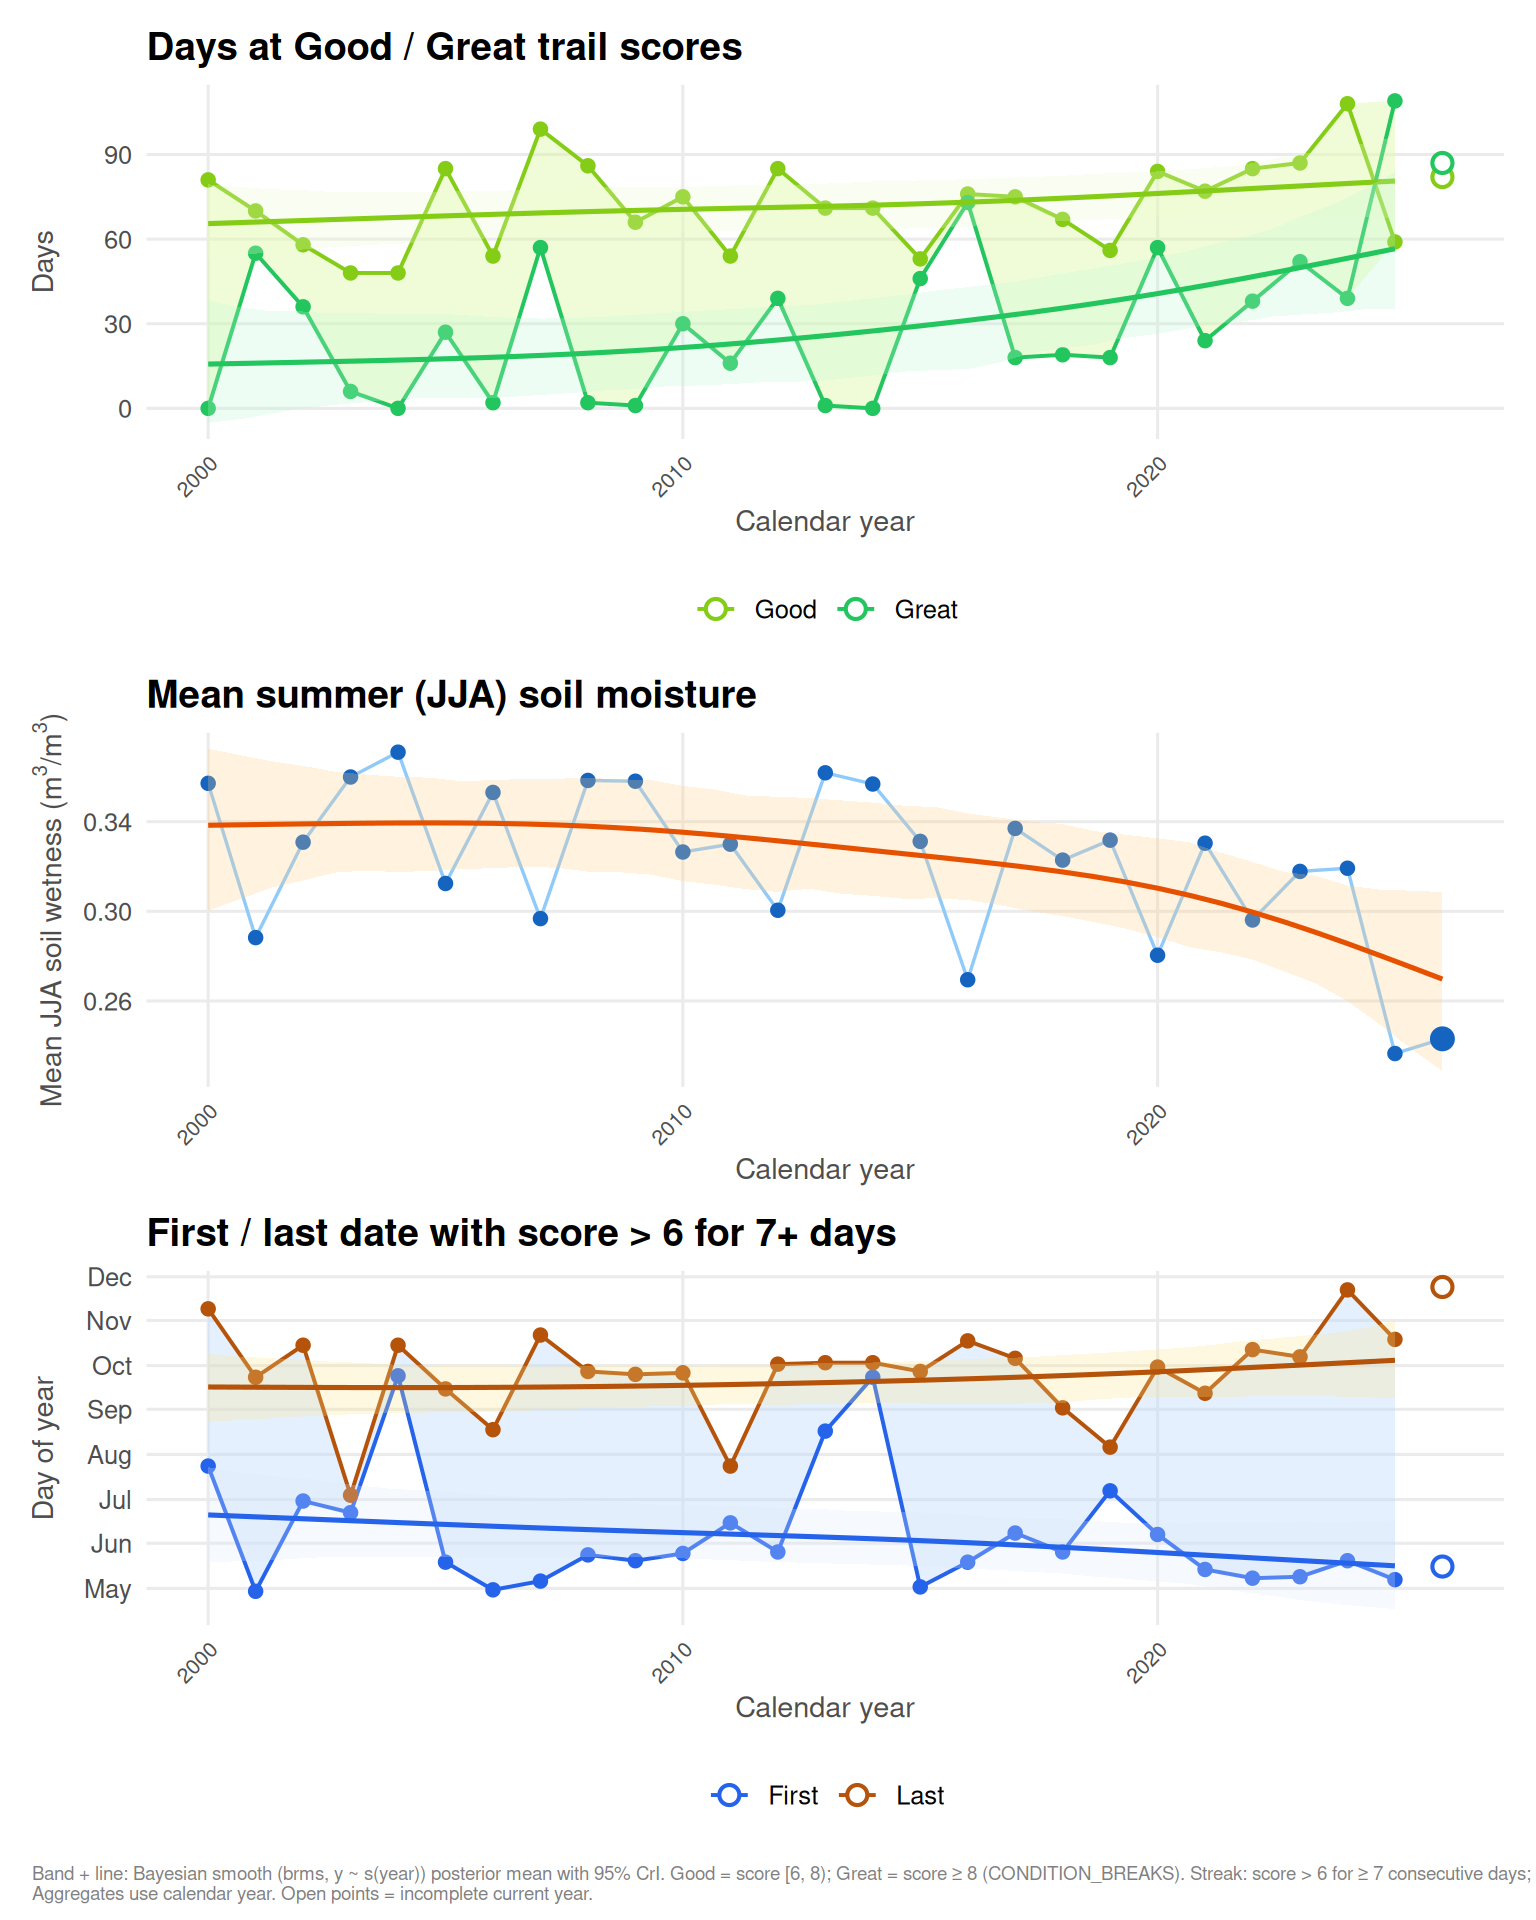 Days at Good / Great trail scores
Days
90
60
30
0
2000
2010
2020
Calendar year
Good
Great
Mean summer (JJA) soil moisture
Mean JJA soil wetness (m³/m³)
0.34
0.30
0.26
2000
2010
2020
Calendar year
First / last date with score > 6 for 7+ days
Day of year
Dec
Nov
Oct
Sep
Aug
Jul
Jun
May
2000
2010
2020
Calendar year
First
Last
Band + line: Bayesian smooth (brms, y ~ s(year)) posterior mean with 95% CrI. Good = score [6, 8); Great = score ≥ 8 (CONDITION_BREAKS). Streak: score > 6 for ≥ 7 consecutive days;
Aggregates use calendar year. Open points = incomplete current year.